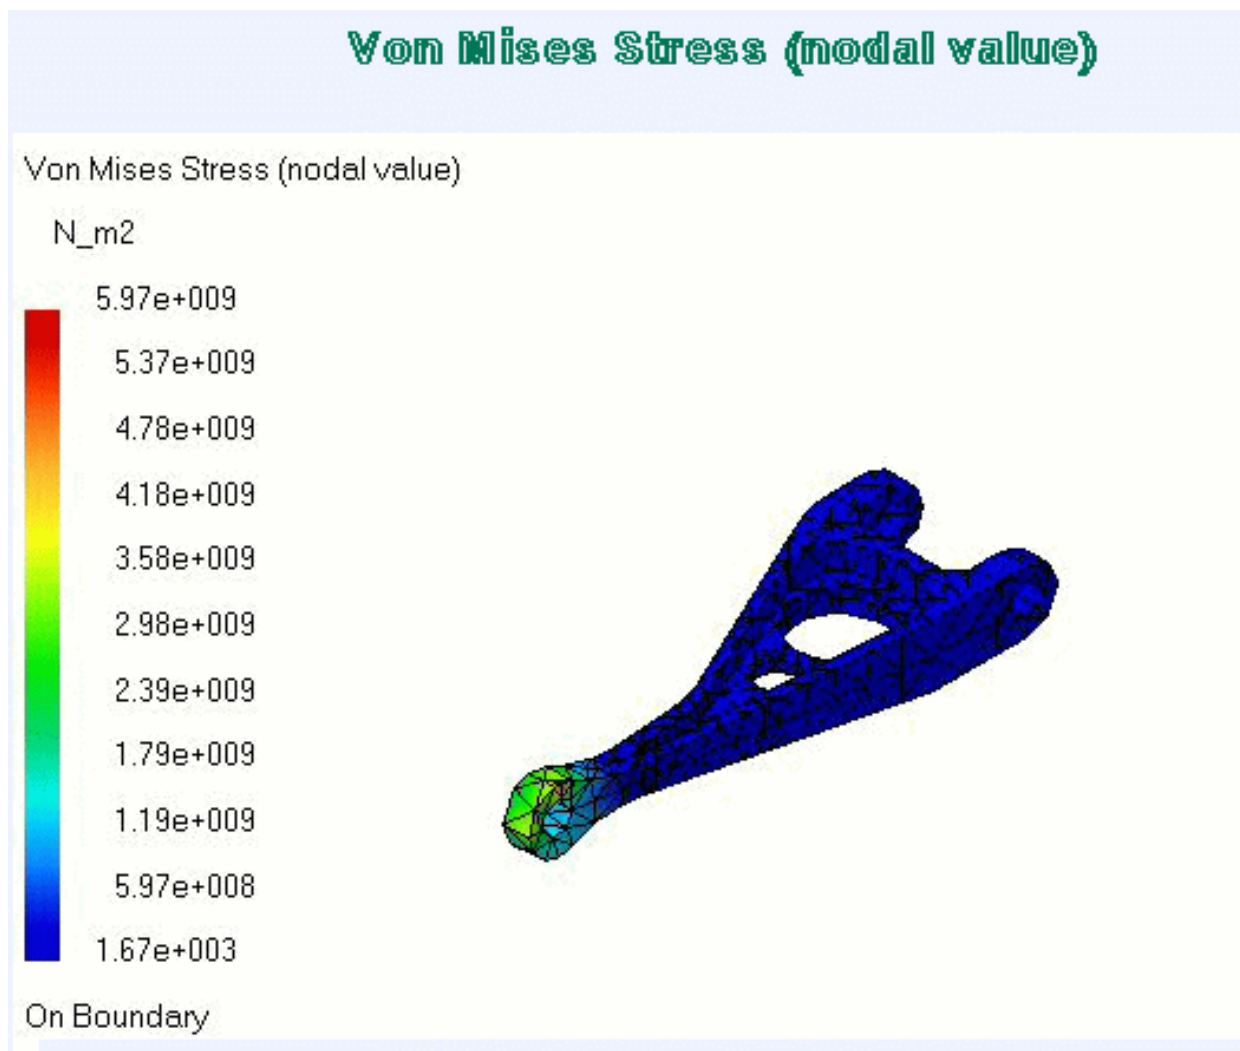 Von Mises Stress (nodal value)
Von Mises Stress (nodal value)
N_m2
5.97e+009
5.37e+009
4.78e+009
4.18e+009
3.58e+009
2.98e+009
2.39e+009
1.79e+009
1.19e+009
5.97e+008
1.67e+003
On Boundary